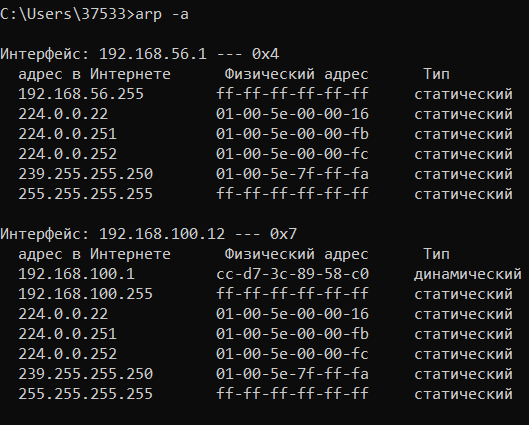 C:\Users\37533>arp -a
Интерфейс: 192.168.56.1 --- 0x4
адрес в Интернете Физический адрес Тип
192.168.56.255 ff-ff-ff-ff-ff-ff статический
224.0.0.22 01-00-5e-00-00-16 статический
224.0.0.251 01-00-5e-00-00-fb статический
224.0.0.252 01-00-5e-00-00-fc статический
239.255.255.250 01-00-5e-7f-ff-fa статический
255.255.255.255 ff-ff-ff-ff-ff-ff статический
Интерфейс: 192.168.100.12 --- 0x7
адрес в Интернете Физический адрес Тип
192.168.100.1 cc-d7-3c-89-58-c0 динамический
192.168.100.255 ff-ff-ff-ff-ff-ff статический
224.0.0.22 01-00-5e-00-00-16 статический
224.0.0.251 01-00-5e-00-00-fb статический
224.0.0.252 01-00-5e-00-00-fc статический
239.255.255.250 01-00-5e-7f-ff-fa статический
255.255.255.255 ff-ff-ff-ff-ff-ff статический